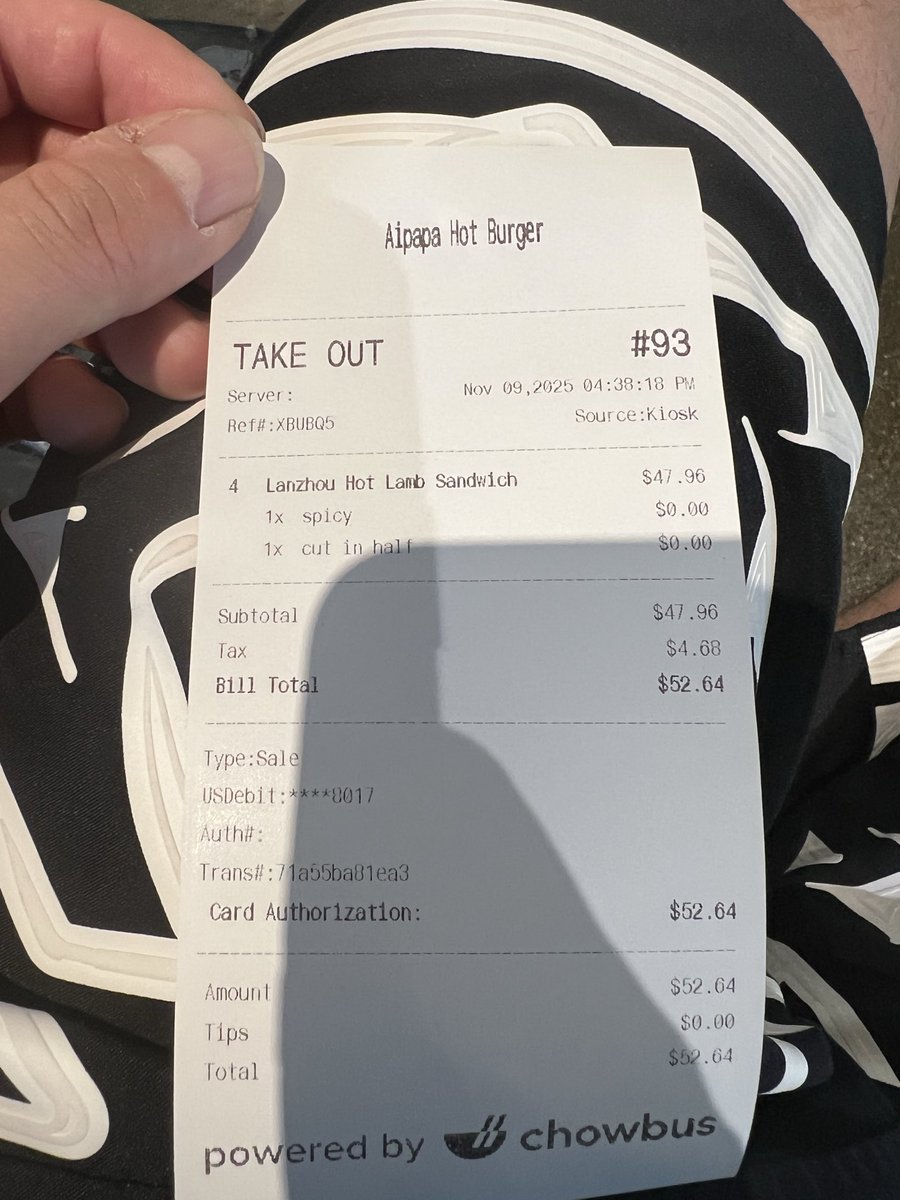 Aipapa Hot Burger
TAKE OUT #93
Server: Nov 09,2025 04:38:18 PM
Ref#:XBUBQ5 Source:Kiosk
4 Lanzhou Hot Lamb Sandwich $47.96
1x spicy $0.00
1x cut in half $0.00
Subtotal $47.96
Tax $4.68
Bill Total $52.64
Type:Sale
USDebit:****8017
Auth#:
Trans#:71a55ba81ea3
Card Authorization: $52.64
Amount $52.64
Tips $0.00
Total $52.64
powered by chowbus